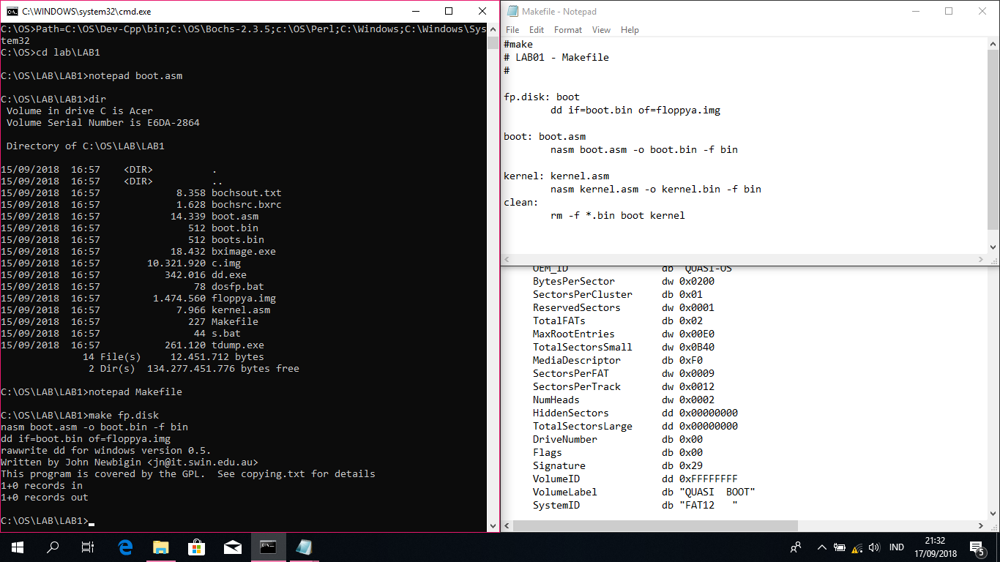 C:\WINDOWS\system32\cmd.exe
C:\OS>Path=C:\OS\Dev-Cpp\bin;C:\OS\Bochs-2.3.5;c:\OS\Perl;C:\Windows;C:\Windows\Sys
tem32
C:\OS>cd lab\LAB1
C:\OS\LAB\LAB1>notepad boot.asm
C:\OS\LAB\LAB1>dir
Volume in drive C is Acer
Volume Serial Number is E6DA-2864
Directory of C:\OS\LAB\LAB1
15/09/2018  16:57    <DIR>          .
15/09/2018  16:57    <DIR>          ..
15/09/2018  16:57             8.358 bochsout.txt
15/09/2018  16:57             1.628 bochsrc.bxrc
15/09/2018  16:57            14.339 boot.asm
15/09/2018  16:57               512 boot.bin
15/09/2018  16:57               512 boots.bin
15/09/2018  16:57            18.432 bximage.exe
15/09/2018  16:57        10.321.920 c.img
15/09/2018  16:57           342.016 dd.exe
15/09/2018  16:57                78 dosfp.bat
15/09/2018  16:57         1.474.560 floppya.img
15/09/2018  16:57             7.966 kernel.asm
15/09/2018  16:57               227 Makefile
15/09/2018  16:57                44 s.bat
15/09/2018  16:57           261.120 tdump.exe
14 File(s)     12.451.712 bytes
2 Dir(s)  134.277.451.776 bytes free
C:\OS\LAB\LAB1>notepad Makefile
C:\OS\LAB\LAB1>make fp.disk
nasm boot.asm -o boot.bin -f bin
dd if=boot.bin of=floppya.img
rawwrite dd for windows version 0.5.
Written by John Newbigin <jn@it.swin.edu.au>
This program is covered by the GPL.  See copying.txt for details
1+0 records in
1+0 records out
C:\OS\LAB\LAB1>
Makefile - Notepad
File Edit Format View Help
#make
# LAB01 - Makefile
#
fp.disk: boot
dd if=boot.bin of=floppya.img
boot: boot.asm
nasm boot.asm -o boot.bin -f bin
kernel: kernel.asm
nasm kernel.asm -o kernel.bin -f bin
clean:
rm -f *.bin boot kernel
OEM_ID db "QUASI-OS"
BytesPerSector dw 0x0200
SectorsPerCluster db 0x01
ReservedSectors dw 0x0001
TotalFATs db 0x02
MaxRootEntries dw 0x00E0
TotalSectorsSmall dw 0x0B40
MediaDescriptor db 0xF0
SectorsPerFAT dw 0x0009
SectorsPerTrack dw 0x0012
NumHeads dw 0x0002
HiddenSectors dd 0x00000000
TotalSectorsLarge dd 0x00000000
DriveNumber db 0x00
Flags db 0x00
Signature db 0x29
VolumeID dd 0xFFFFFFFF
VolumeLabel db "QUASI  BOOT"
SystemID db "FAT12   "
IND
21:32
17/09/2018
5